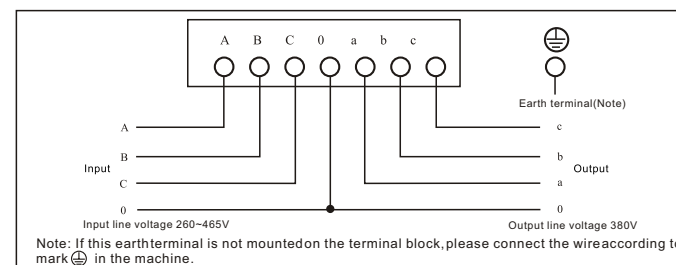 A B C 0 a b c
Earth terminal(Note)
A c
B b
Input Output
C a
0 0
Input line voltage 260~465V Output line voltage 380V
Note: If this earthterminal is not mountedon the terminal block,please connect the wireaccording to
mark in the machine.